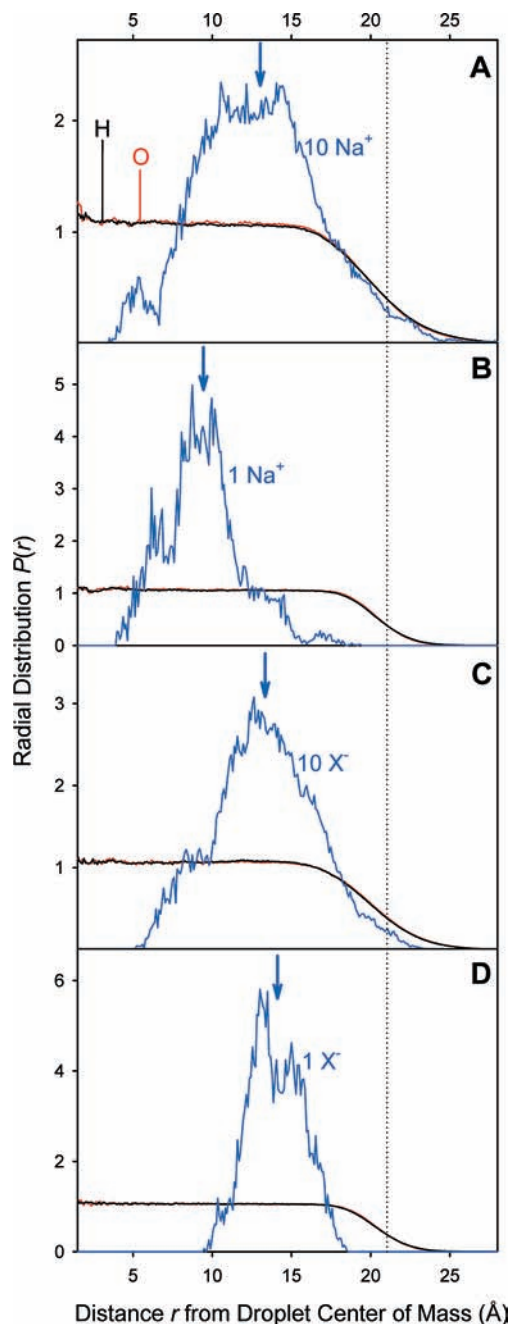 5 10 15 20 25
A
2
H
O
10 Na⁺
1
B
5
4
1 Na⁺
3
2
1
0
Radial Distribution P(r)
C
3
10 X⁻
2
1
D
6
1 X⁻
4
2
0
5 10 15 20 25
Distance r from Droplet Center of Mass (Å)